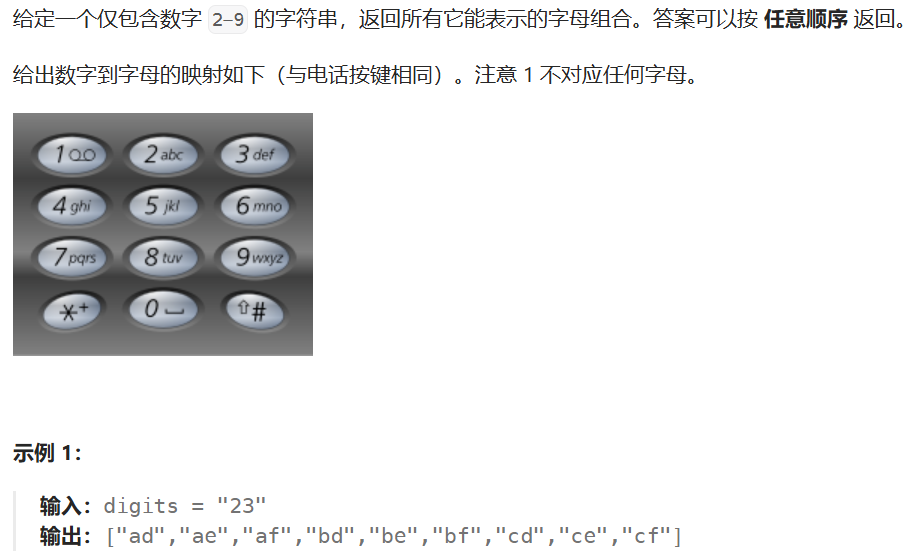 给定一个仅包含数字 2-9 的字符串，返回所有它能表示的字母组合。答案可以按 任意顺序 返回。
给出数字到字母的映射如下（与电话按键相同）。注意 1 不对应任何字母。
1 2 abc 3 def
4 ghi 5 jkl 6 mno
7 pqrs 8 tuv 9 wxyz
*+ 0 #
示例 1：
输入：digits = "23"
输出：["ad","ae","af","bd","be","bf","cd","ce","cf"]